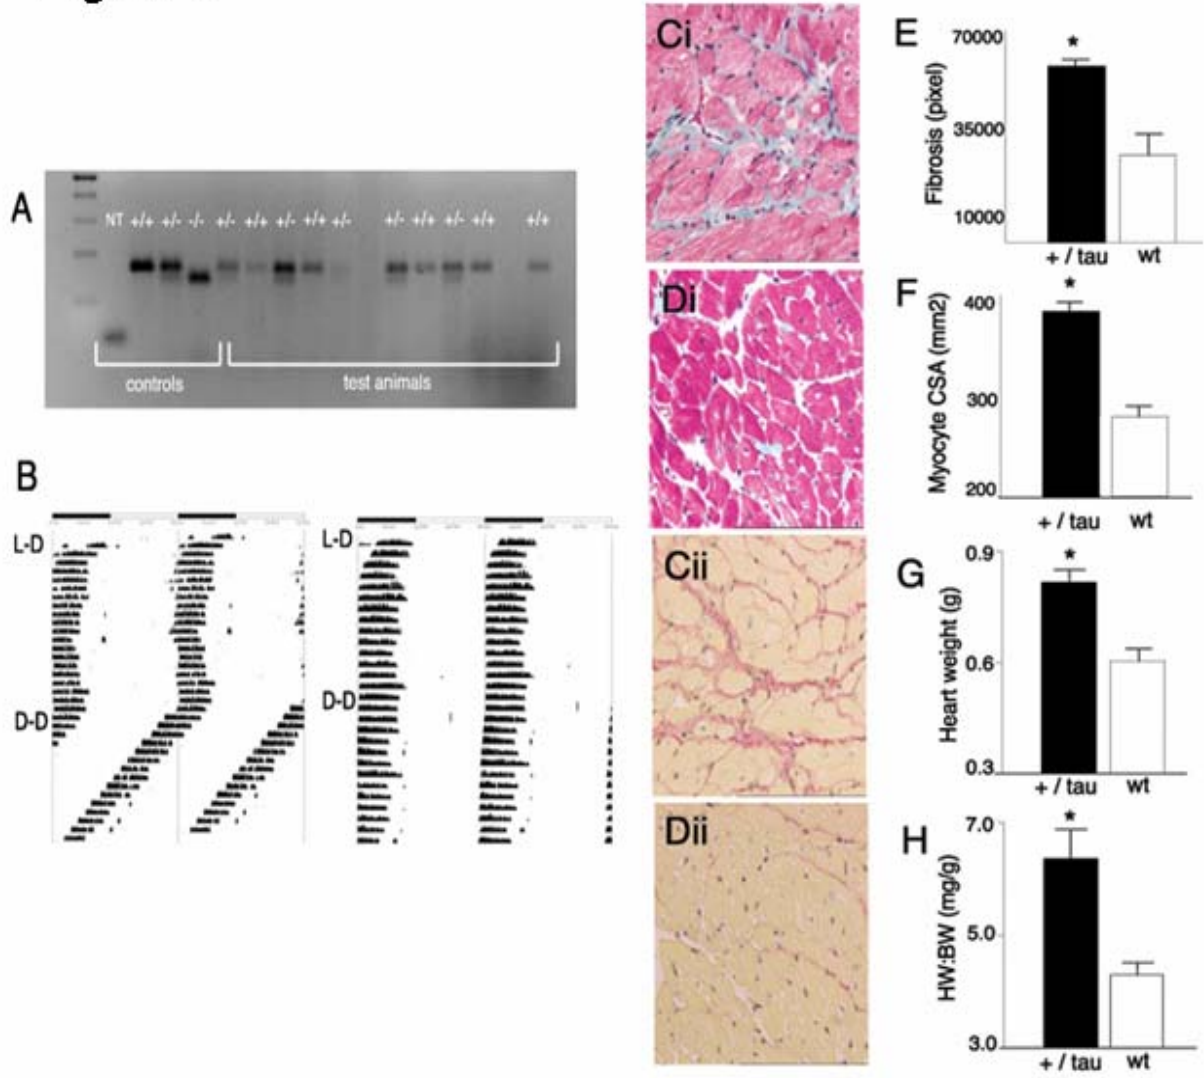 A
NT +/+ +/- -/- +/- +/+ +/- +/+ +/- +/- +/+ +/- +/+ +/+
controls
test animals
B
L-D
D-D
L-D
D-D
Ci
Di
Cii
Dii
E
Fibrosis (pixel)
70000
35000
10000
*
+ / tau
wt
F
Myocyte CSA (mm2)
400
300
200
*
+ / tau
wt
G
Heart weight (g)
0.9
0.6
0.3
*
+ / tau
wt
H
HW:BW (mg/g)
7.0
5.0
3.0
*
+ / tau
wt